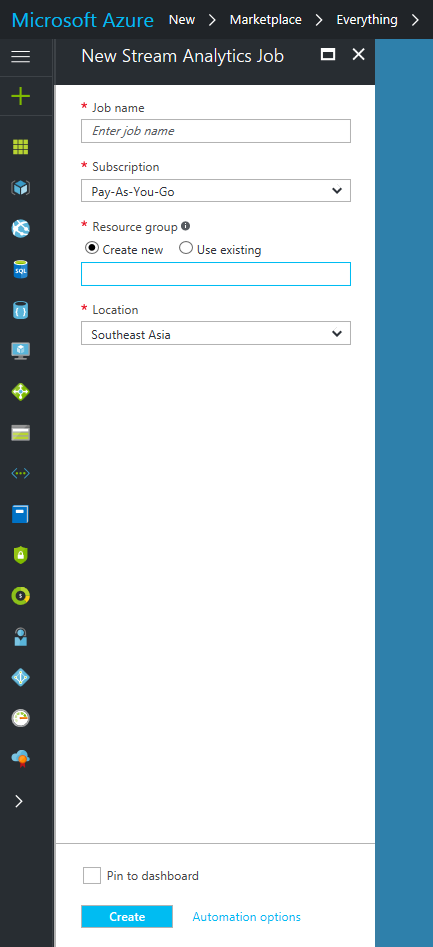 Microsoft Azure New > Marketplace > Everything >
New Stream Analytics Job
* Job name
Enter job name
* Subscription
Pay-As-You-Go
* Resource group
Create new Use existing
* Location
Southeast Asia
SQL
Pin to dashboard
Create Automation options